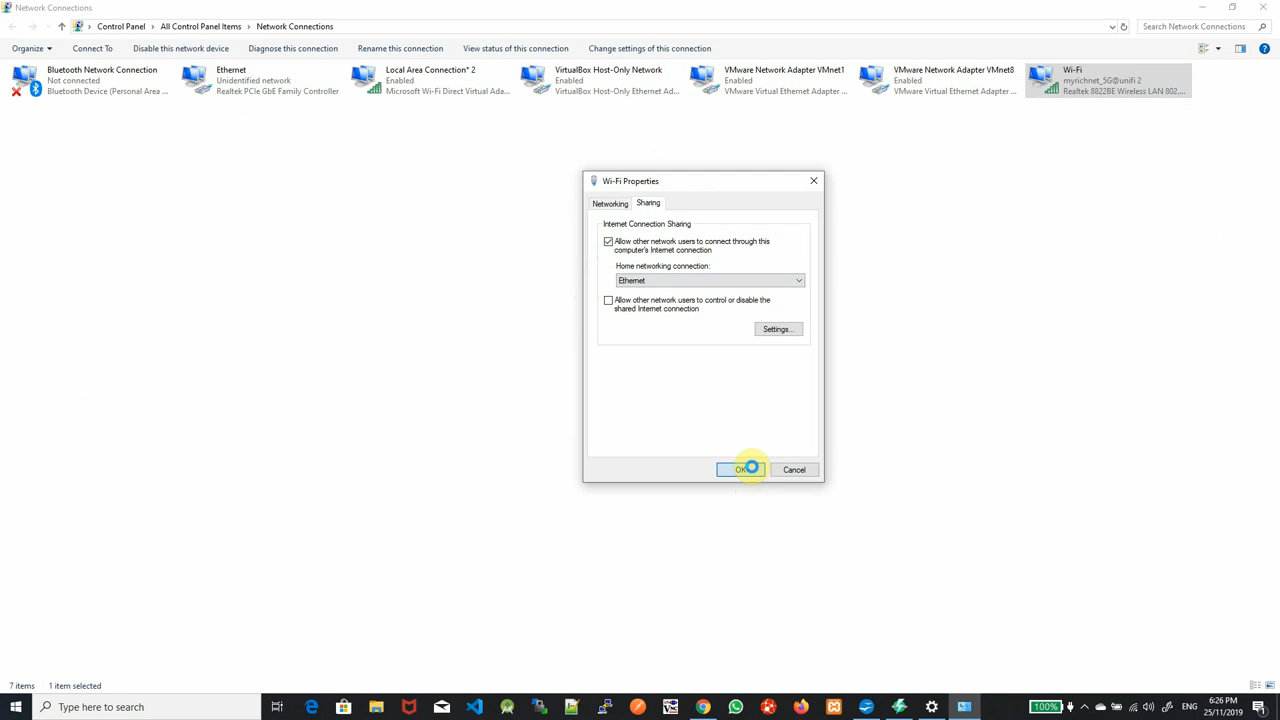 Network Connections
Control Panel > All Control Panel Items > Network Connections
Search Network Connections
Organize Connect To Disable this network device Diagnose this connection Rename this connection View status of this connection Change settings of this connection
Bluetooth Network Connection
Not connected
Bluetooth Device (Personal Area ...
Ethernet
Unidentified network
Realtek PCIe GbE Family Controller
Local Area Connection* 2
Enabled
Microsoft Wi-Fi Direct Virtual Ada...
VirtualBox Host-Only Network
Enabled
VirtualBox Host-Only Ethernet Ad...
VMware Network Adapter VMnet1
Enabled
VMware Virtual Ethernet Adapter ...
VMware Network Adapter VMnet8
Enabled
VMware Virtual Ethernet Adapter ...
Wi-Fi
myrichnet_5G@unifi 2
Realtek 8822BE Wireless LAN 802....
Wi-Fi Properties
Networking Sharing
Internet Connection Sharing
Allow other network users to connect through this
computer's Internet connection
Home networking connection:
Ethernet
Allow other network users to control or disable the
shared Internet connection
Settings...
OK Cancel
7 items 1 item selected
Type here to search
100%
ENG
6:26 PM
25/11/2019